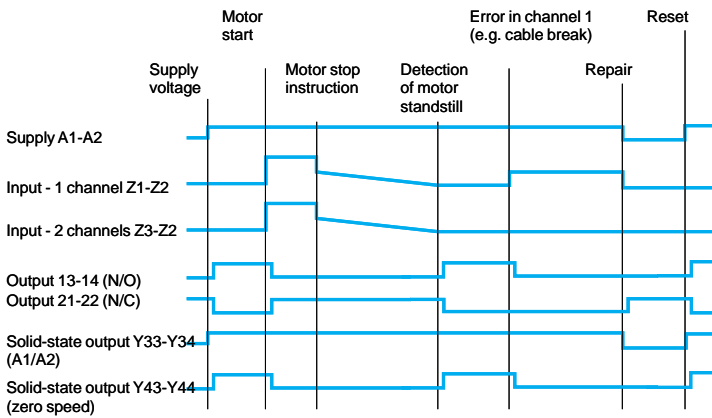 Motor
start
Error in channel 1
(e.g. cable break)
Reset
Supply
voltage
Motor stop
instruction
Detection
of motor
standstill
Repair
Supply A1-A2
Input - 1 channel Z1-Z2
Input - 2 channels Z3-Z2
Output 13-14 (N/O)
Output 21-22 (N/C)
Solid-state output Y33-Y34
(A1/A2)
Solid-state output Y43-Y44
(zero speed)